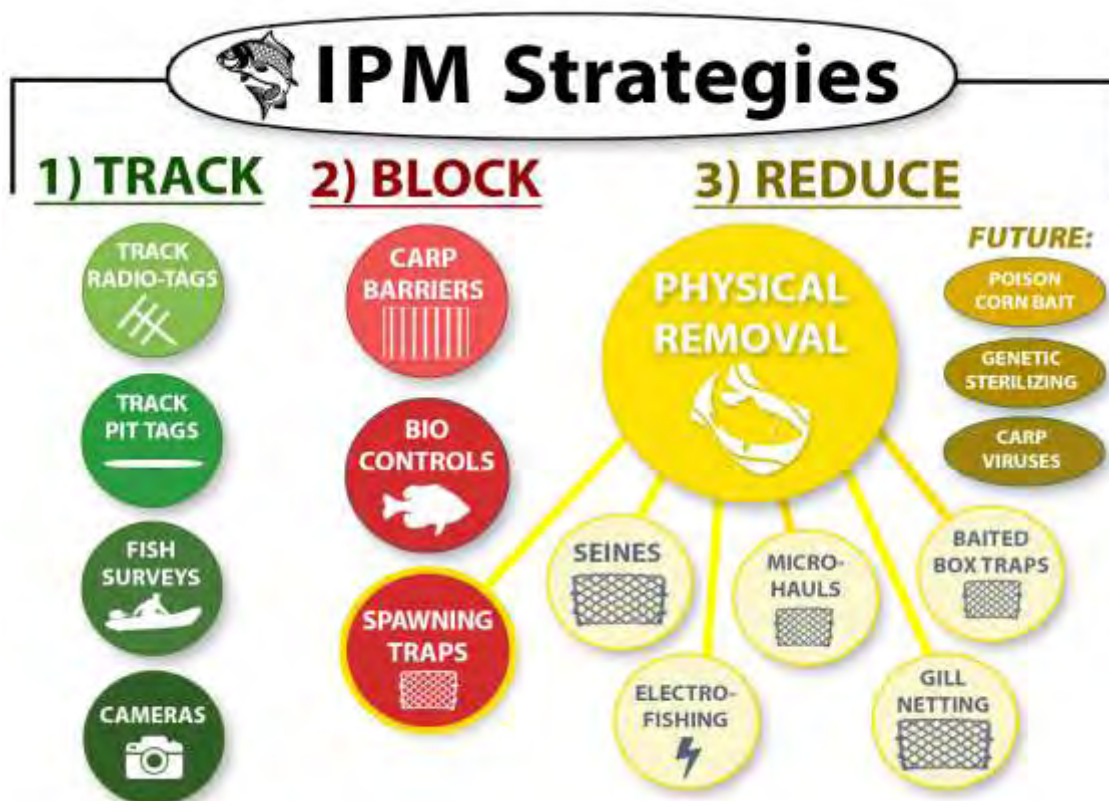 IPM Strategies
1) TRACK
TRACK
RADIO-TAGS
TRACK
PIT TAGS
FISH
SURVEYS
CAMERAS
2) BLOCK
CARP
BARRIERS
BIO
CONTROLS
SPAWNING
TRAPS
3) REDUCE
PHYSICAL
REMOVAL
SEINES
ELECTRO-
FISHING
MICRO-
HAULS
GILL
NETTING
BAITED
BOX TRAPS
FUTURE:
POISON
CORN BAIT
GENETIC
STERILIZING
CARP
VIRUSES